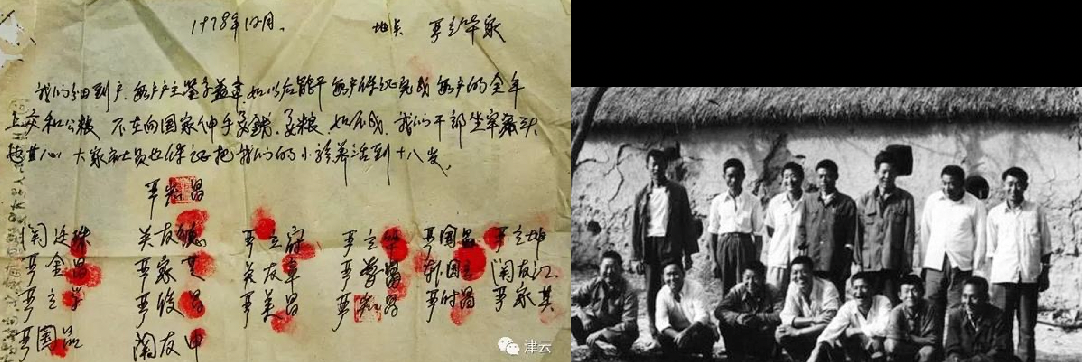 1978年12月. 地点 严立华家
我们分田到户.每户户主签子盖章.如以后能干每户保证完成每户的全年
上交和公粮 不在向国家伸手要錢.要粮 如不成.我们干部坐牢杀头
也甘心. 大家社员也保证把我们的小孩养活到十八岁.
严宏昌
关廷珠 关友德 严立富 严立华 严国昌 严立坤
严金昌 严家芝 关友章 严学昌 韩国云 关友江.
严立学 严俊昌 严美昌 严宏昌 严付昌 严家其
严国品 关友申
津云